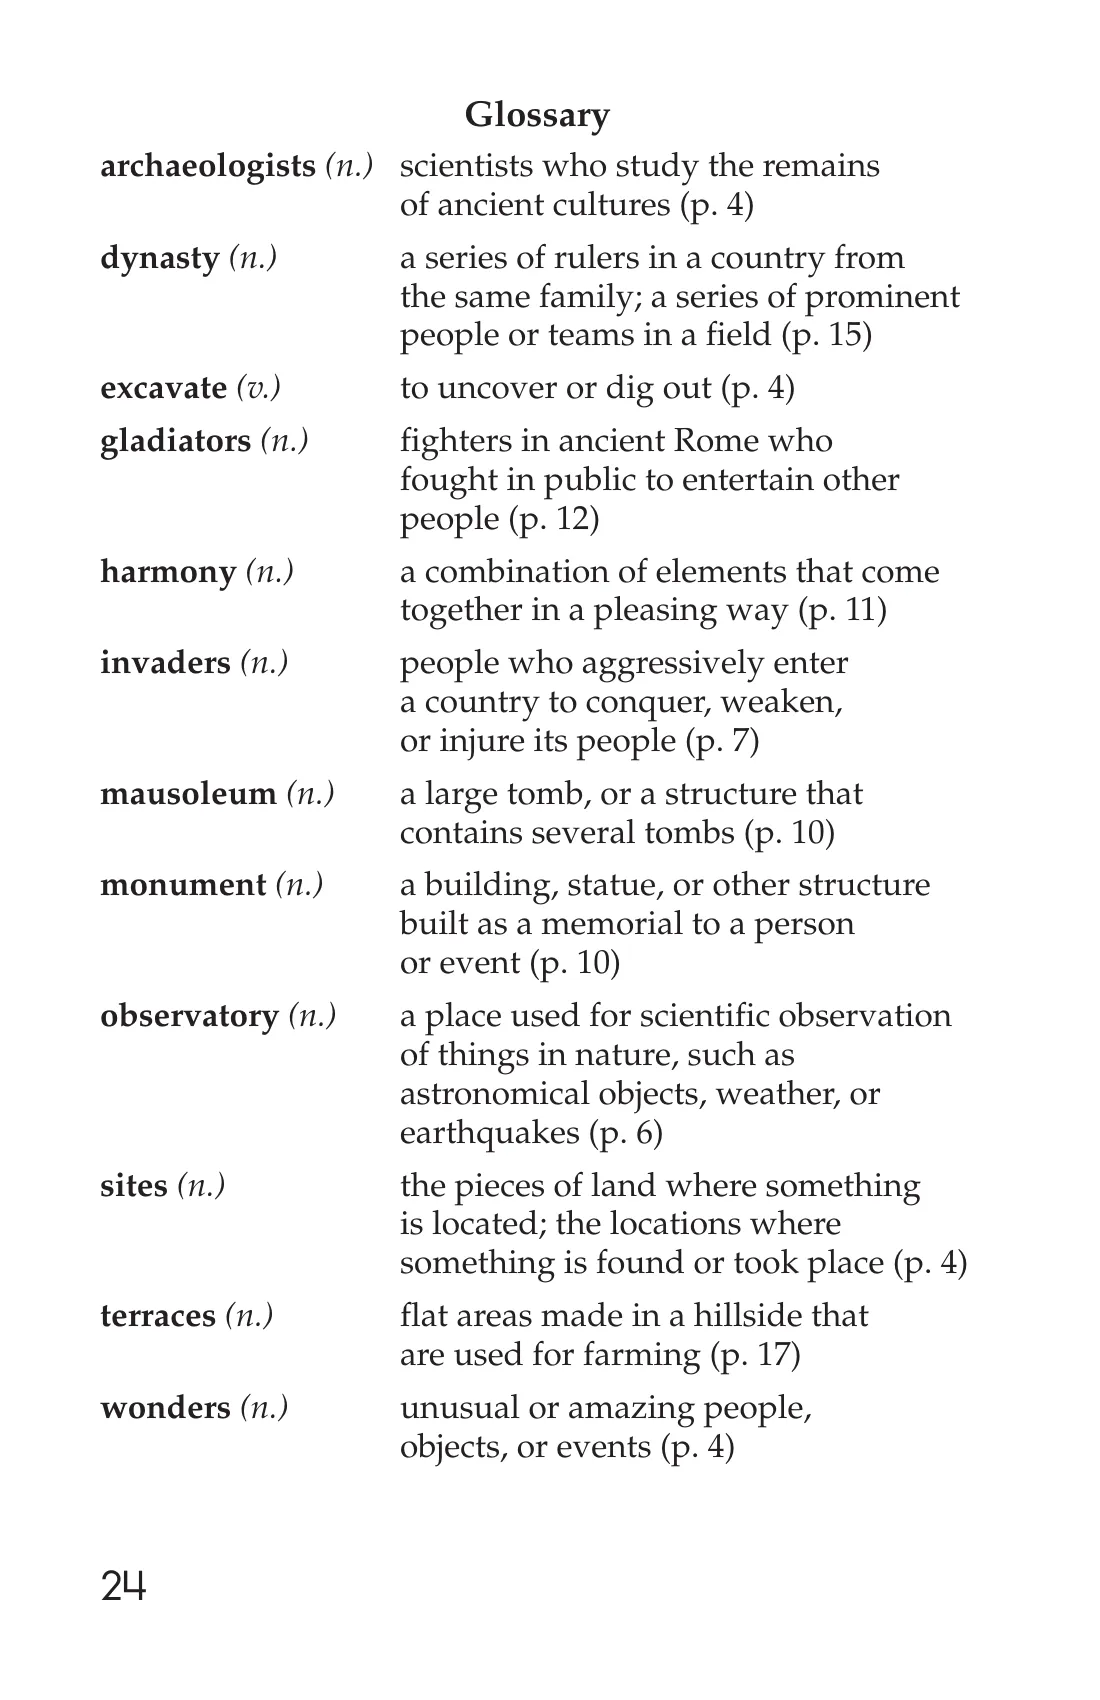 Glossary
archaeologists (n.) scientists who study the remains
of ancient cultures (p. 4)
dynasty (n.) a series of rulers in a country from
the same family; a series of prominent
people or teams in a field (p. 15)
excavate (v.) to uncover or dig out (p. 4)
gladiators (n.) fighters in ancient Rome who
fought in public to entertain other
people (p. 12)
harmony (n.) a combination of elements that come
together in a pleasing way (p. 11)
invaders (n.) people who aggressively enter
a country to conquer, weaken,
or injure its people (p. 7)
mausoleum (n.) a large tomb, or a structure that
contains several tombs (p. 10)
monument (n.) a building, statue, or other structure
built as a memorial to a person
or event (p. 10)
observatory (n.) a place used for scientific observation
of things in nature, such as
astronomical objects, weather, or
earthquakes (p. 6)
sites (n.) the pieces of land where something
is located; the locations where
something is found or took place (p. 4)
terraces (n.) flat areas made in a hillside that
are used for farming (p. 17)
wonders (n.) unusual or amazing people,
objects, or events (p. 4)
24